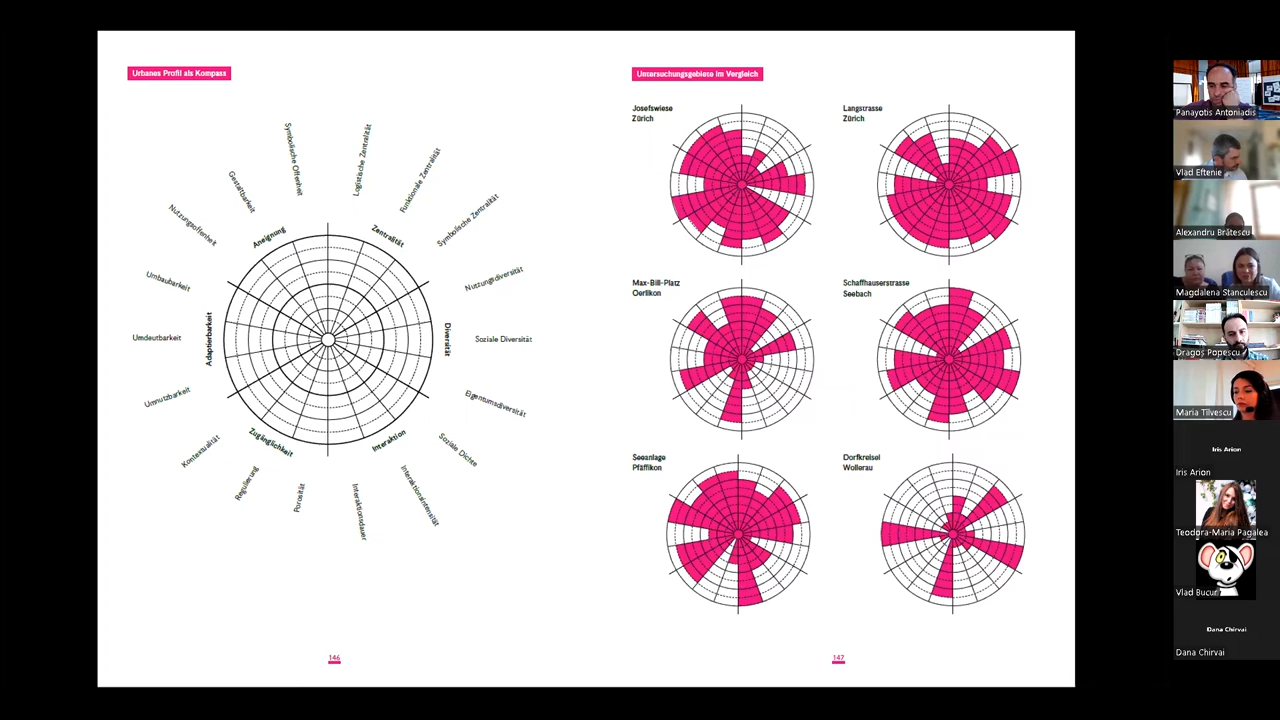 Urbanes Profil als Kompass
Symbolische Offenheit
Logistische Zentralität
Gestaltbarkeit
Funktionale Zentralität
Nutzungsoffenheit
Symbolische Zentralität
Aneignung
Zentralität
Umbaubarkeit
Nutzungsdiversität
Umdeutbarkeit
Adaptierbarkeit
Diversität
Soziale Diversität
Umnutzbarkeit
Eigentumsdiversität
Zugänglichkeit
Interaktion
Kontextualität
Soziale Dichte
Regulierung
Porosität
Interaktionsdauer
Interaktionsintensität
146
Untersuchungsgebiete im Vergleich
Josefswiese
Zürich
Langstrasse
Zürich
Max-Bill-Platz
Oerlikon
Schaffhauserstrasse
Seebach
Seeanlage
Pfäffikon
Dorfkreisel
Wollerau
147
Panayotis Antoniadis
Vlad Eftenie
Alexandru Brătescu
Magdalena Stanculescu
Dragoș Popescu
Maria Tilvescu
Iris Arion
Iris Arion
Teodora-Maria Pagalea
Vlad Bucur
Dana Chirvai
Dana Chirvai